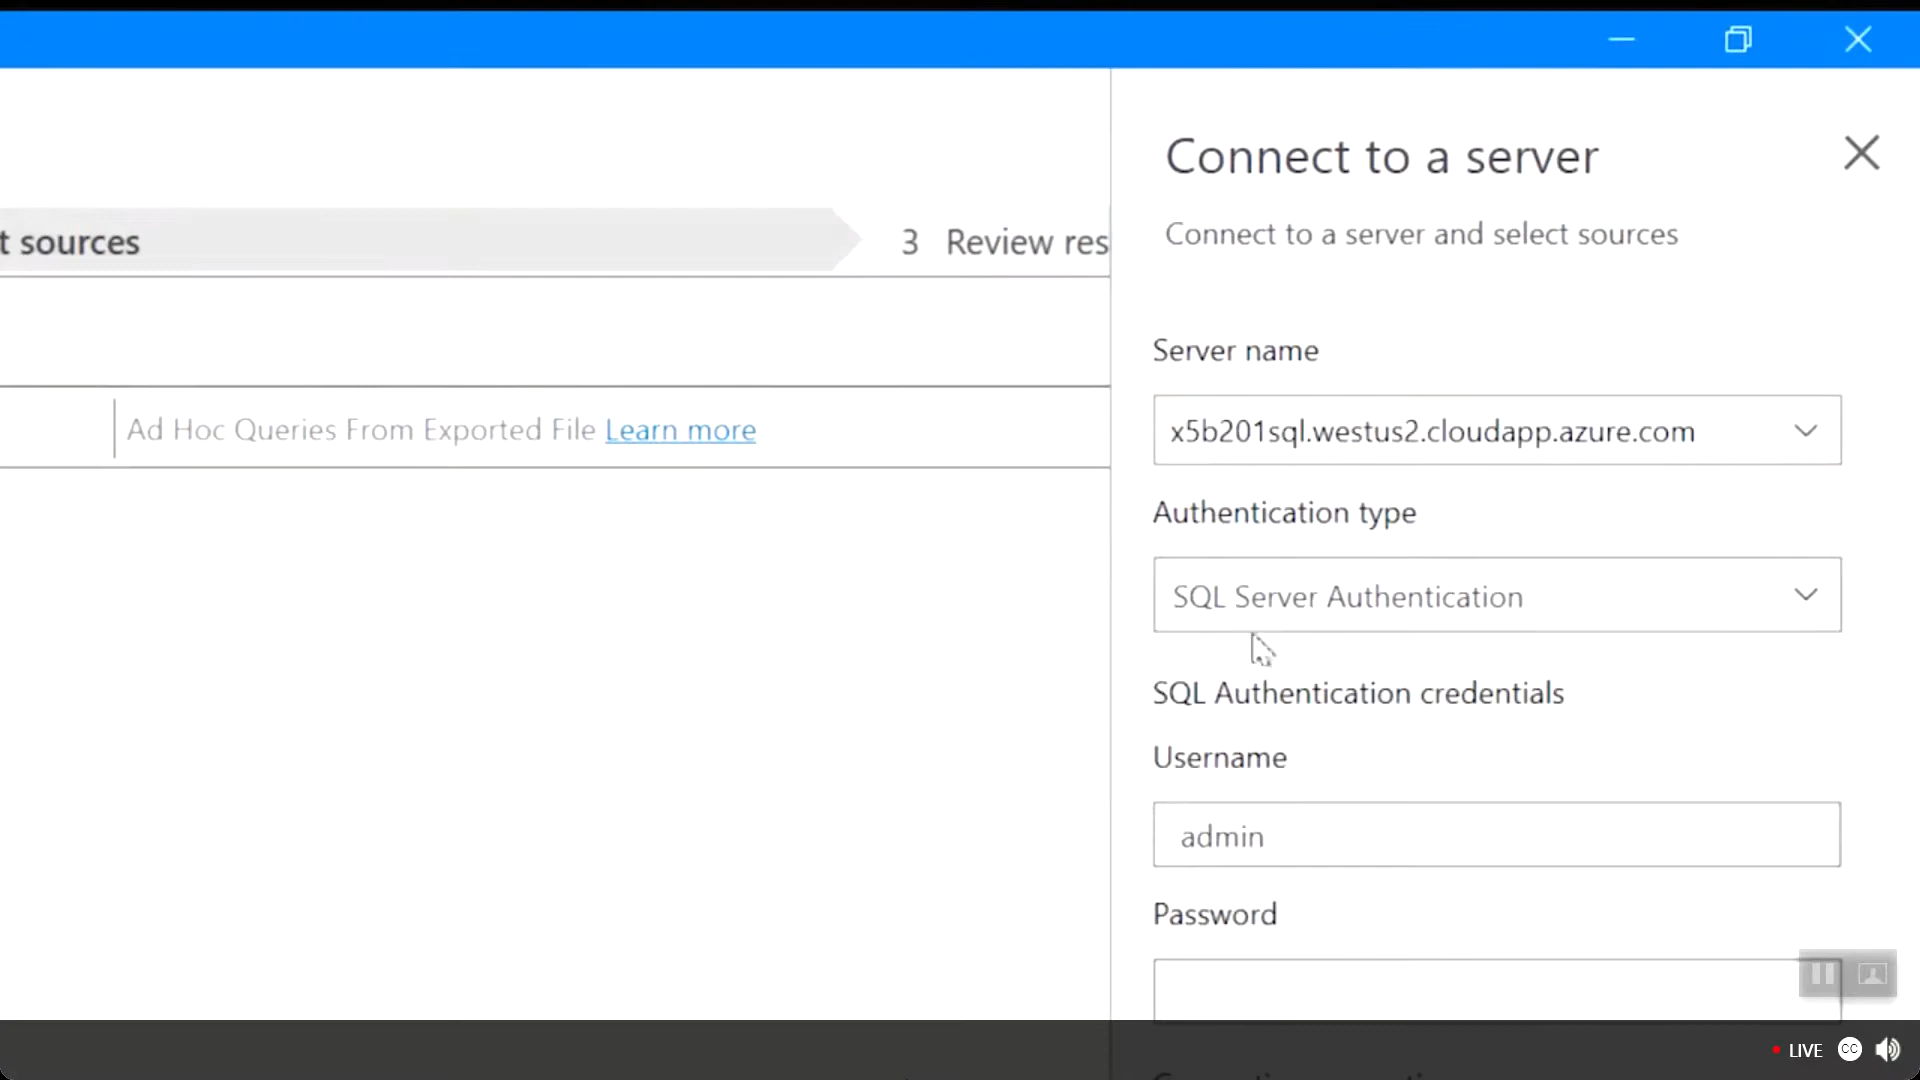 Connect to a server
Connect to a server and select sources
t sources
3 Review res
Server name
x5b201sql.westus2.cloudapp.azure.com
Ad Hoc Queries From Exported File Learn more
Authentication type
SQL Server Authentication
SQL Authentication credentials
Username
admin
Password
LIVE
CC